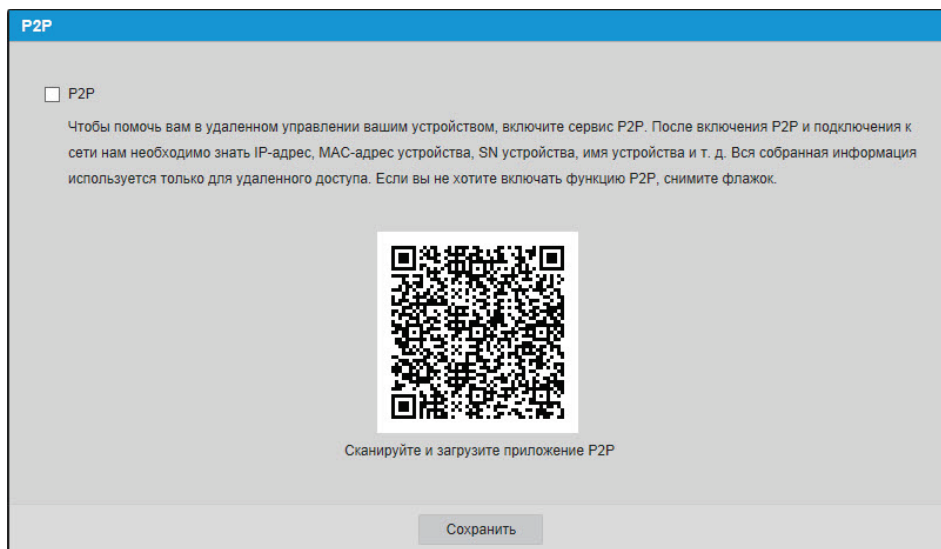 P2P
P2P
Чтобы помочь вам в удаленном управлении вашим устройством, включите сервис P2P. После включения P2P и подключения к
сети нам необходимо знать IP-адрес, MAC-адрес устройства, SN устройства, имя устройства и т. д. Вся собранная информация
используется только для удаленного доступа. Если вы не хотите включать функцию P2P, снимите флажок.
Сканируйте и загрузите приложение P2P
Сохранить